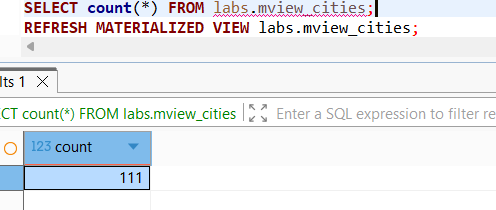 SELECT count(*) FROM labs.mview_cities;
REFRESH MATERIALIZED VIEW labs.mview_cities;
lts 1
CT count(*) FROM labs.mview_cities
Enter a SQL expression to filter re
123 count
111